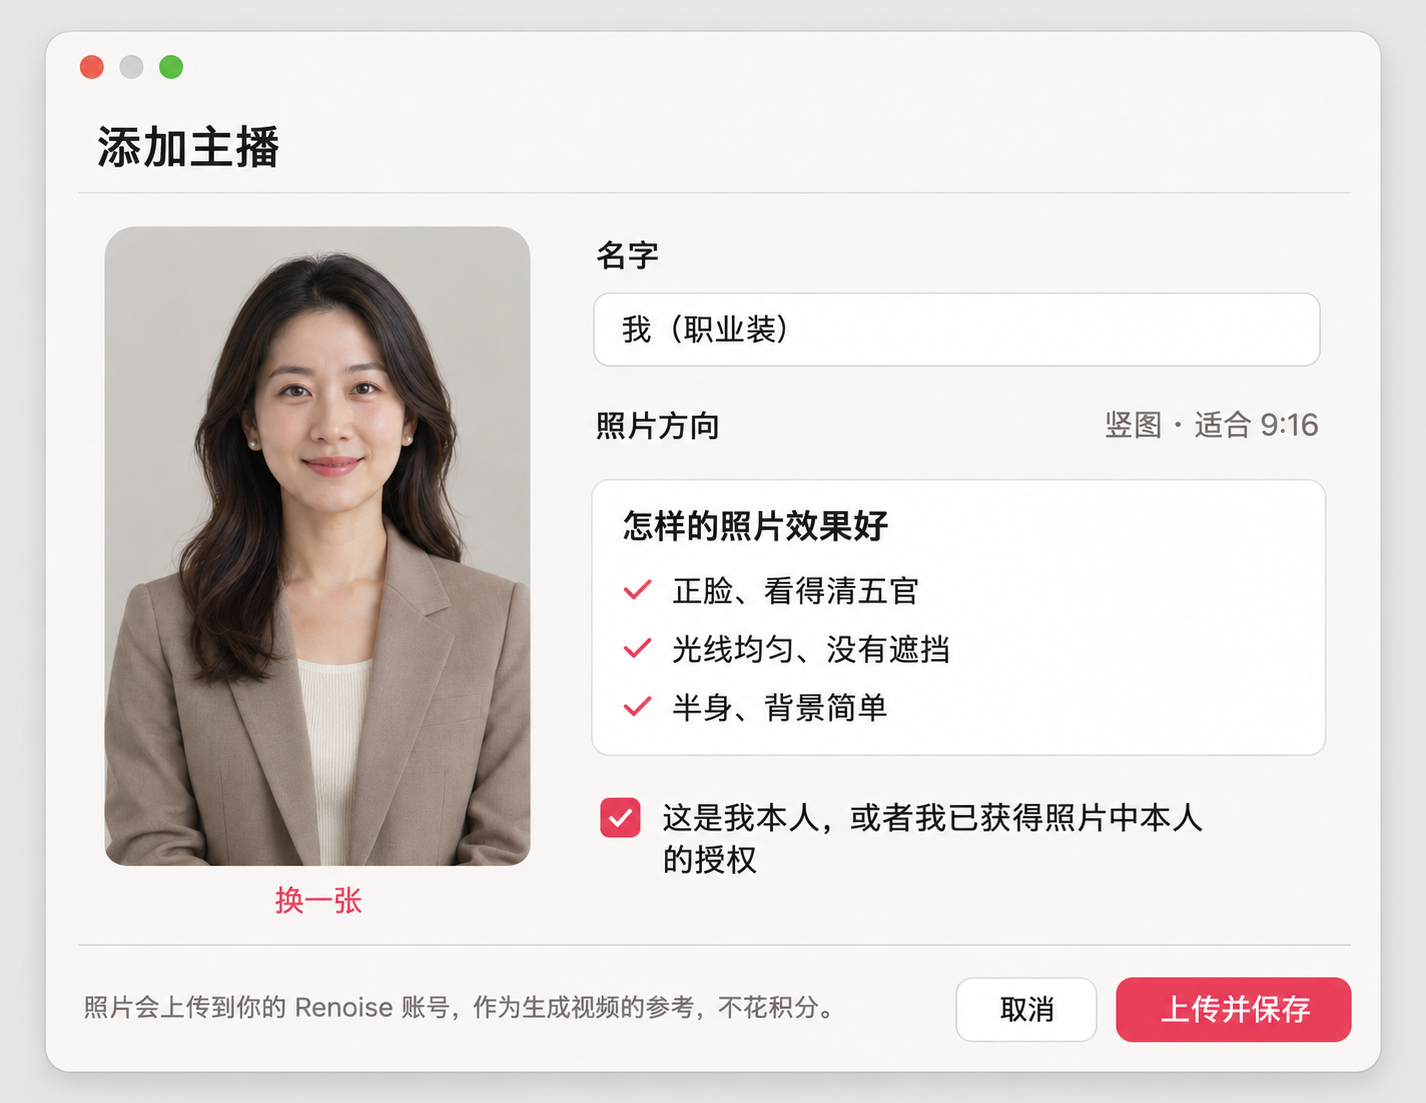 添加主播
名字
我（职业装）
照片方向
竖图 · 适合 9:16
怎样的照片效果好
正脸、看得清五官
光线均匀、没有遮挡
半身、背景简单
这是我本人，或者我已获得照片中本人
的授权
换一张
照片会上传到你的 Renoise 账号，作为生成视频的参考，不花积分。
取消
上传并保存